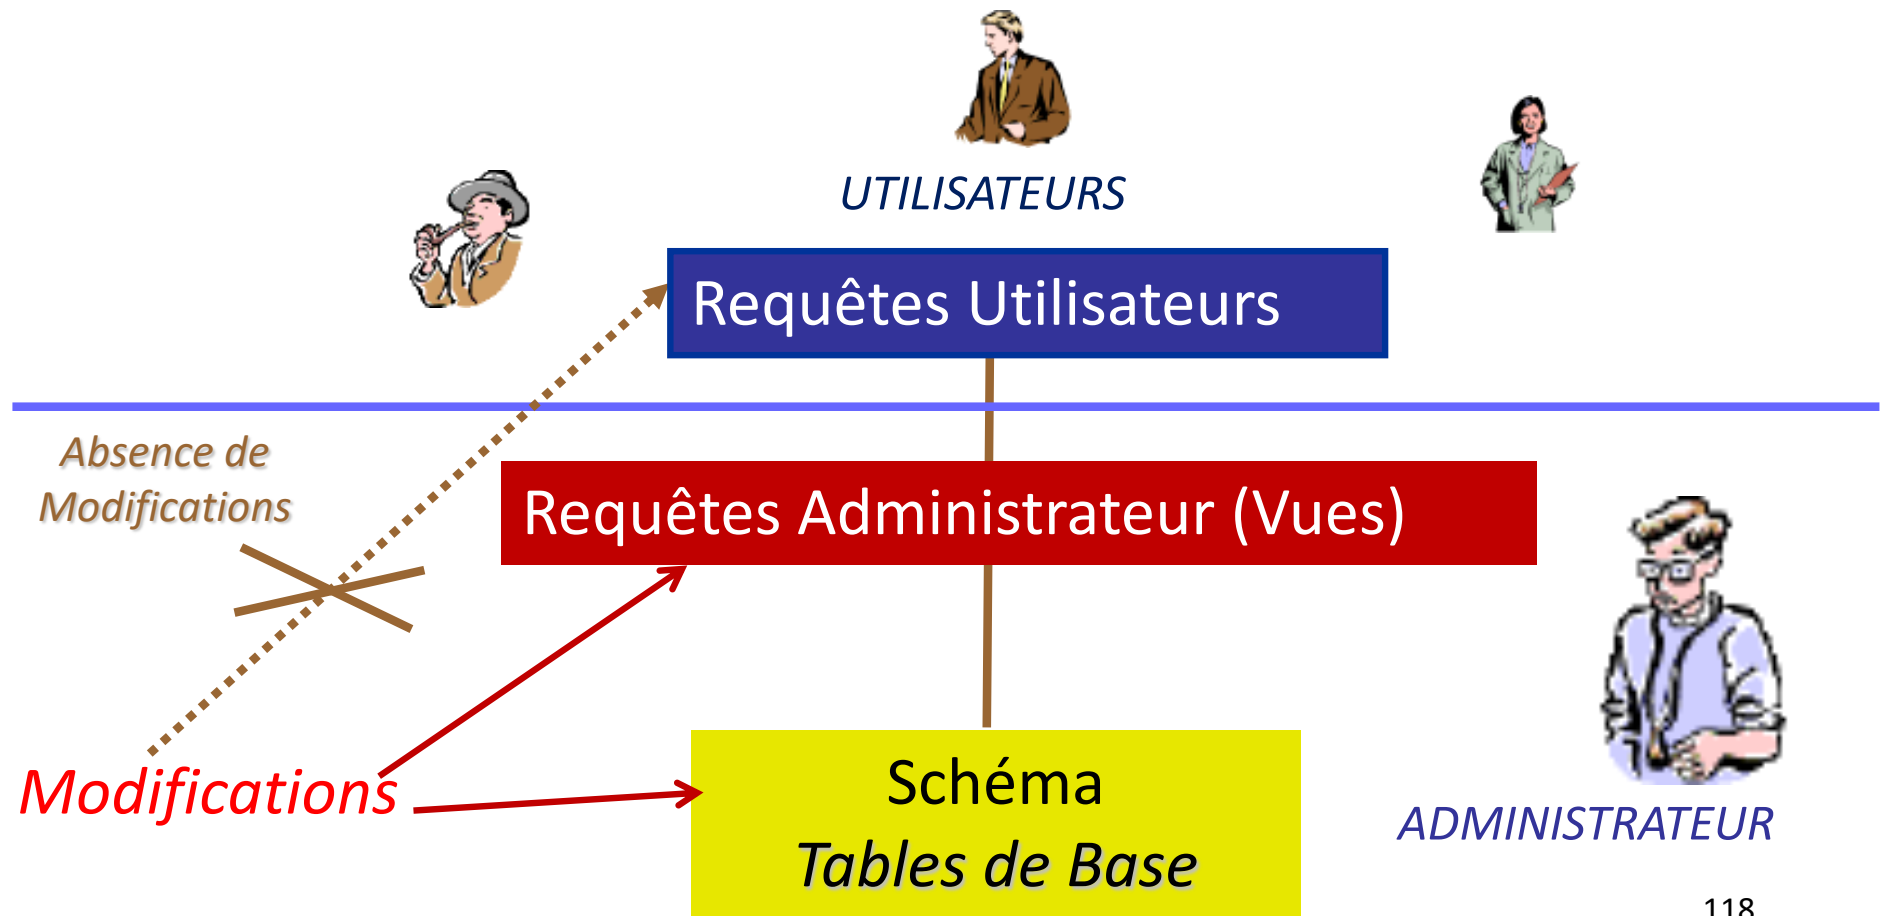 UTILISATEURS
Requêtes Utilisateurs
Absence de
Modifications
Requêtes Administrateur (Vues)
Modifications
Schéma
Tables de Base
ADMINISTRATEUR
118